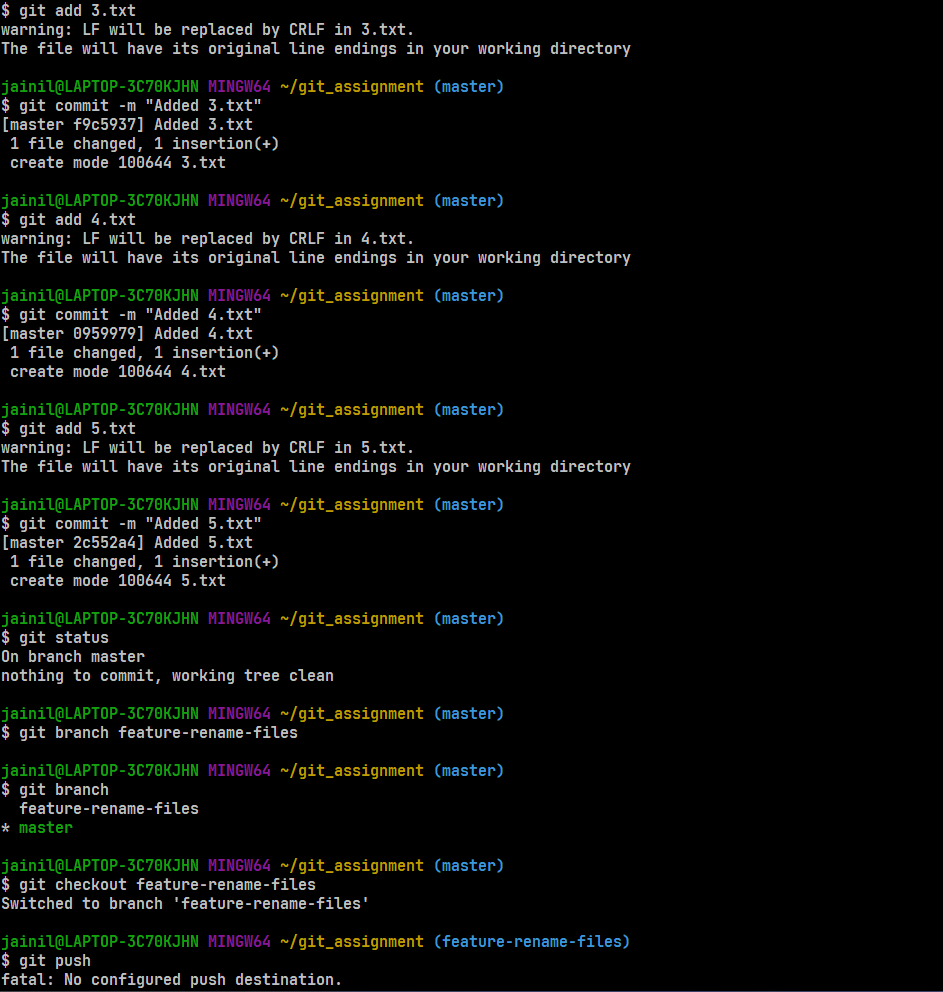 $ git add 3.txt
warning: LF will be replaced by CRLF in 3.txt.
The file will have its original line endings in your working directory
jainil@LAPTOP-3C70KJHN MINGW64 ~/git_assignment (master)
$ git commit -m "Added 3.txt"
[master f9c5937] Added 3.txt
 1 file changed, 1 insertion(+)
 create mode 100644 3.txt
jainil@LAPTOP-3C70KJHN MINGW64 ~/git_assignment (master)
$ git add 4.txt
warning: LF will be replaced by CRLF in 4.txt.
The file will have its original line endings in your working directory
jainil@LAPTOP-3C70KJHN MINGW64 ~/git_assignment (master)
$ git commit -m "Added 4.txt"
[master 0959979] Added 4.txt
 1 file changed, 1 insertion(+)
 create mode 100644 4.txt
jainil@LAPTOP-3C70KJHN MINGW64 ~/git_assignment (master)
$ git add 5.txt
warning: LF will be replaced by CRLF in 5.txt.
The file will have its original line endings in your working directory
jainil@LAPTOP-3C70KJHN MINGW64 ~/git_assignment (master)
$ git commit -m "Added 5.txt"
[master 2c552a4] Added 5.txt
 1 file changed, 1 insertion(+)
 create mode 100644 5.txt
jainil@LAPTOP-3C70KJHN MINGW64 ~/git_assignment (master)
$ git status
On branch master
nothing to commit, working tree clean
jainil@LAPTOP-3C70KJHN MINGW64 ~/git_assignment (master)
$ git branch feature-rename-files
jainil@LAPTOP-3C70KJHN MINGW64 ~/git_assignment (master)
$ git branch
  feature-rename-files
* master
jainil@LAPTOP-3C70KJHN MINGW64 ~/git_assignment (master)
$ git checkout feature-rename-files
Switched to branch 'feature-rename-files'
jainil@LAPTOP-3C70KJHN MINGW64 ~/git_assignment (feature-rename-files)
$ git push
fatal: No configured push destination.